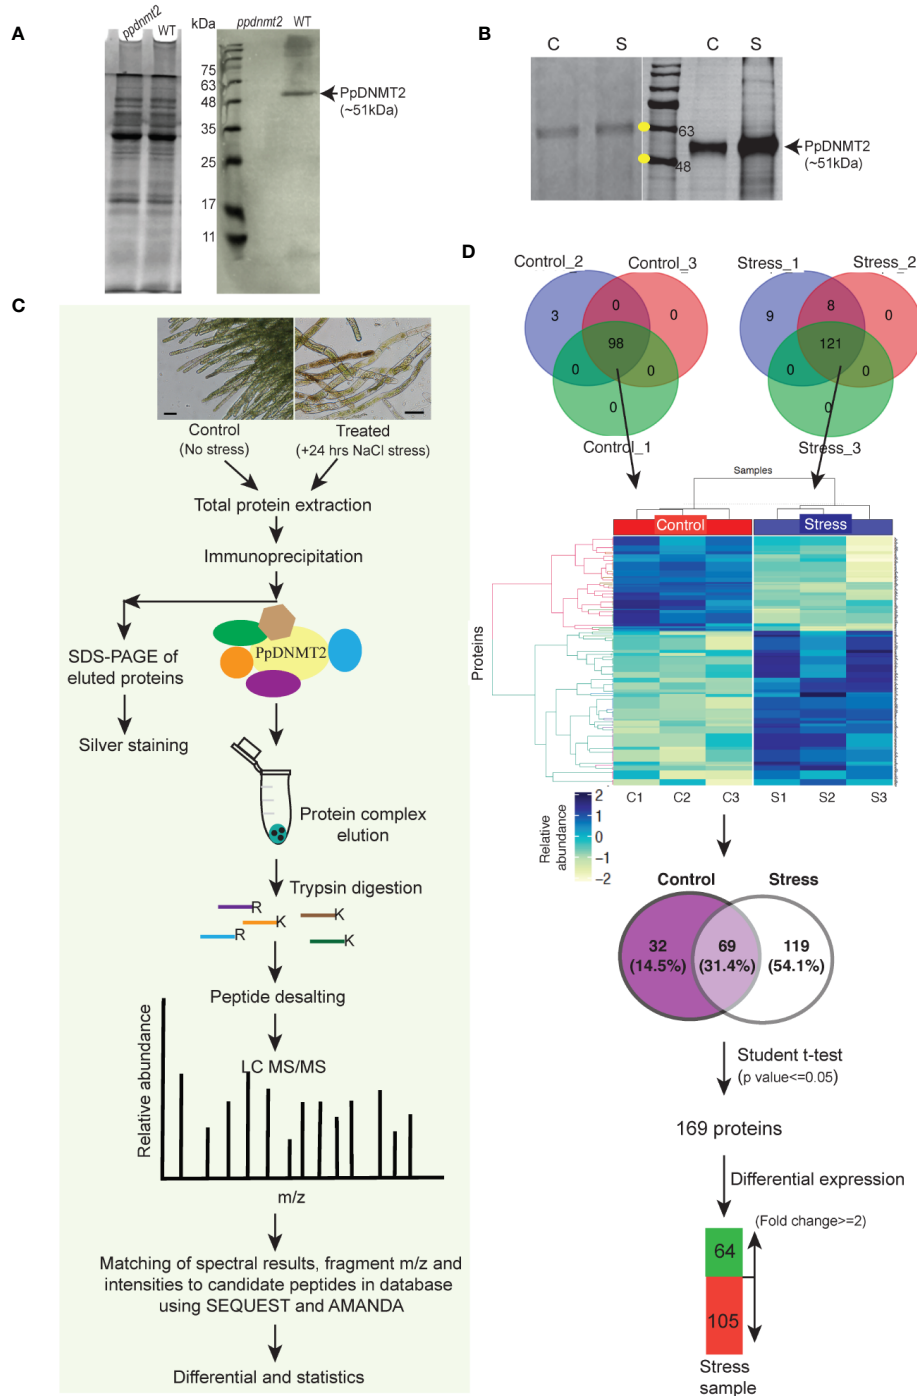 A
ppdnmt2
WT
kDa
ppdnmt2
WT
75
63
48
35
25
17
11
PpDNMT2
(~51kDa)
B
C
S
C
S
63
48
PpDNMT2
(~51kDa)
C
Control
(No stress)
Treated
(+24 hrs NaCl stress)
Total protein extraction
Immunoprecipitation
SDS-PAGE of
eluted proteins
Silver staining
PpDNMT2
Protein complex
elution
Trypsin digestion
R
K
K
R
K
Peptide desalting
LC MS/MS
Relative abundance
m/z
Matching of spectral results, fragment m/z and
intensities to candidate peptides in database
using SEQUEST and AMANDA
Differential and statistics
D
Control_2
Control_3
3
0
0
98
0
0
0
Control_1
Stress_1
Stress_2
9
8
0
121
0
0
0
Stress_3
Samples
Control
Stress
Proteins
C1
C2
C3
S1
S2
S3
Relative
abundance
2
1
0
−1
−2
Control
Stress
32
(14.5%)
69
(31.4%)
119
(54.1%)
Student t-test
(p value<=0.05)
169 proteins
Differential expression
(Fold change>=2)
64
105
Stress
sample